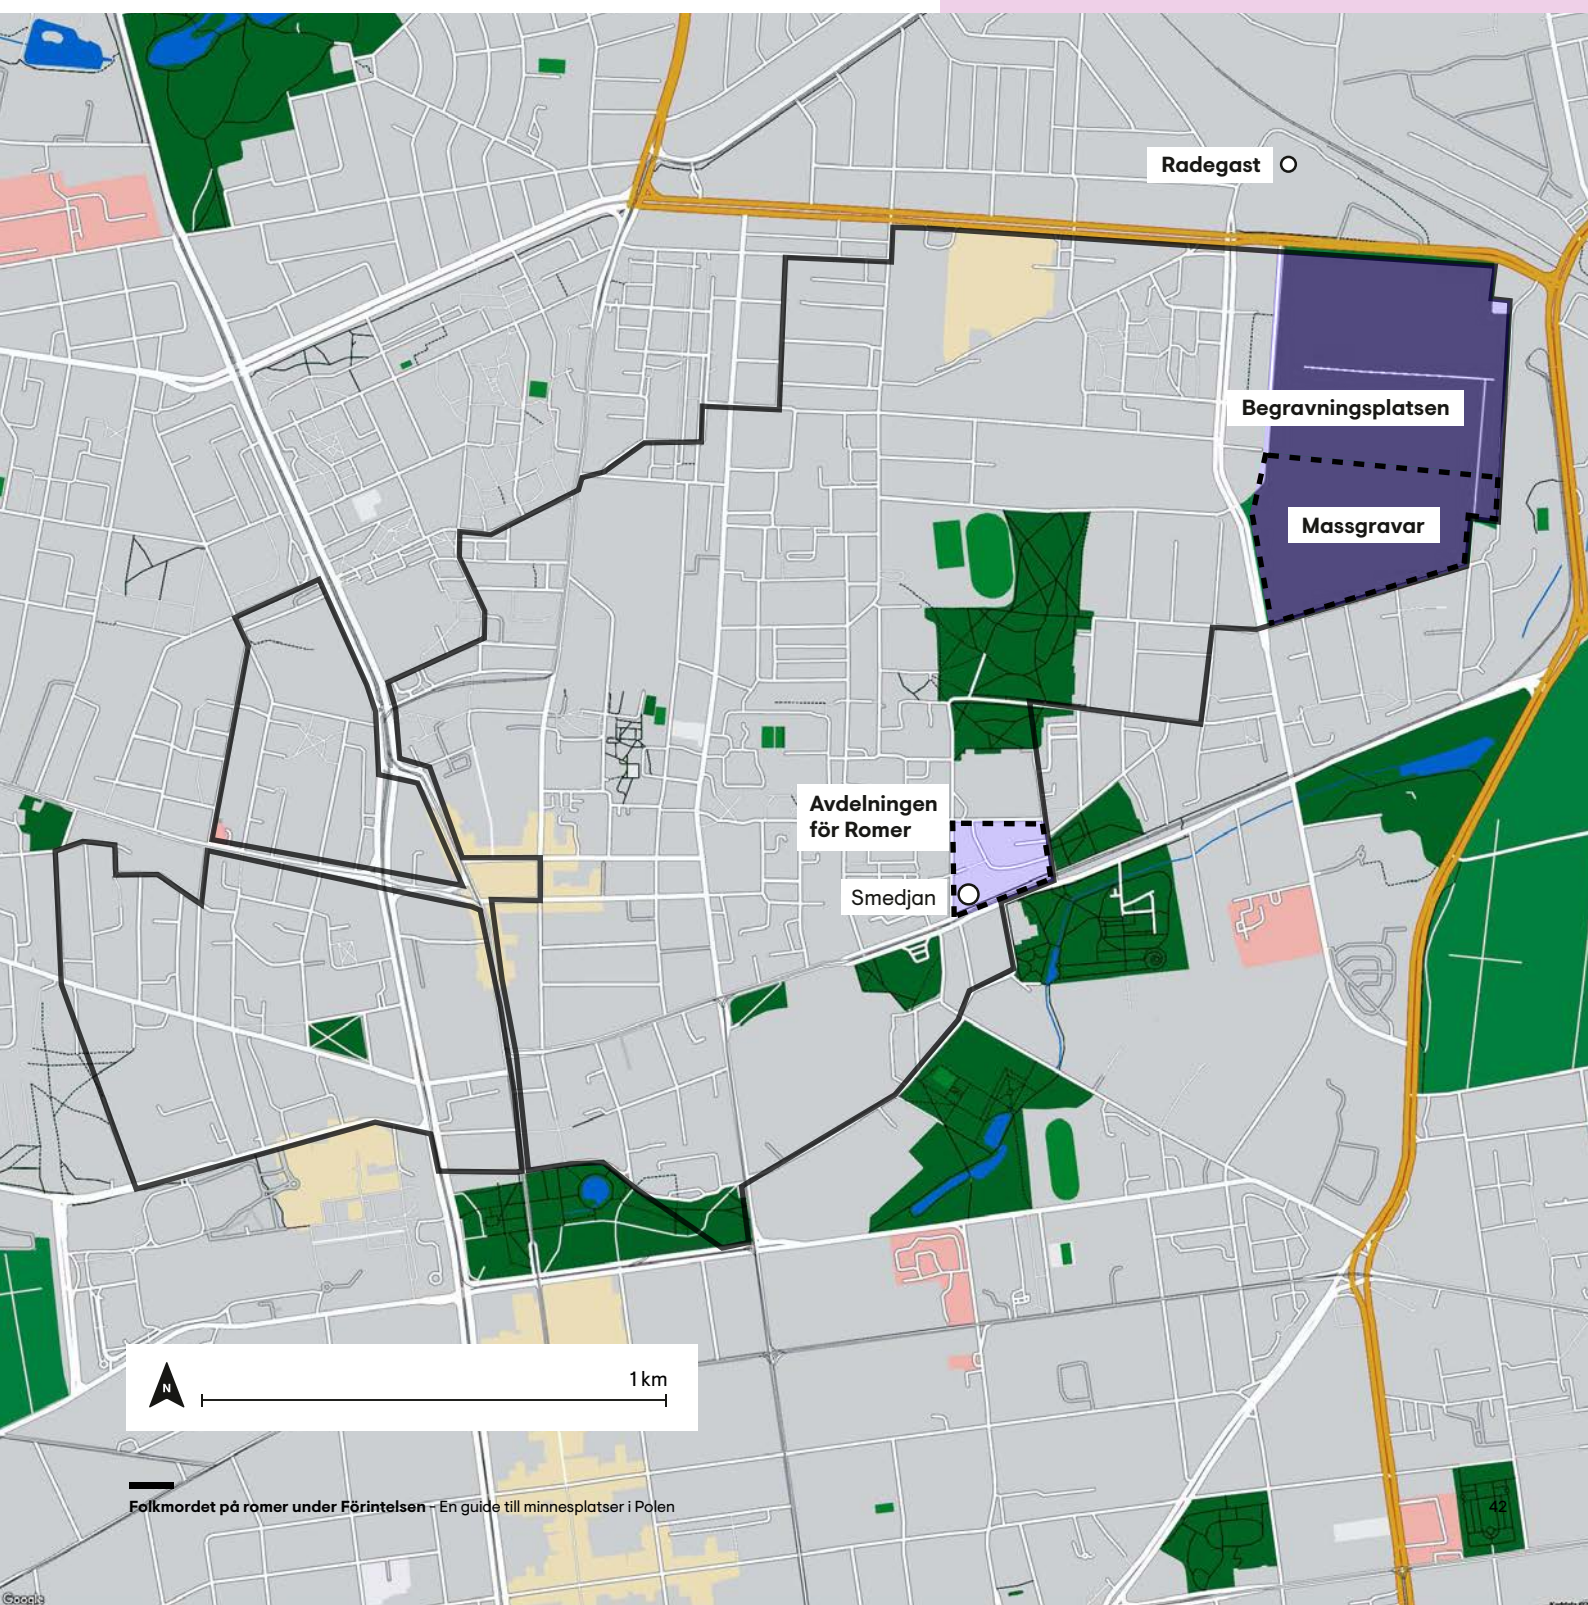 Radegast
Begravningsplatsen
Massgravar
Avdelningen
för Romer
Smedjan
N
1 km
Folkmordet på romer under Förintelsen - En guide till minnesplatser i Polen
42
Google